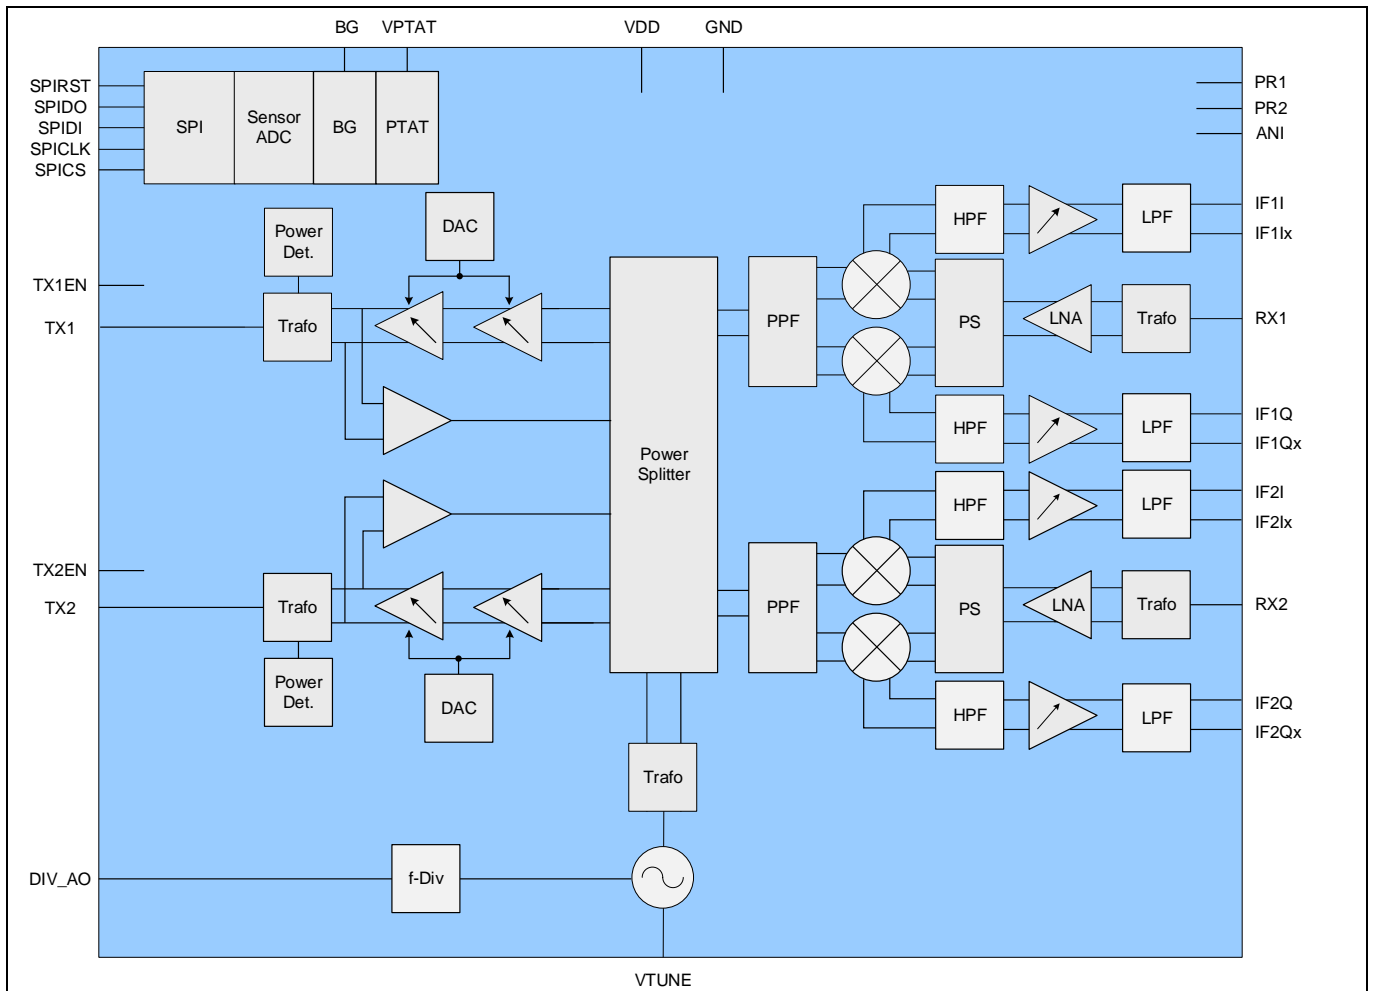 BG VPTAT VDD GND
SPIRST
SPIDO
SPIDI
SPICLK
SPICS
SPI
Sensor
ADC
BG
PTAT
PR1
PR2
ANI
Power
Det.
DAC
TX1EN
TX1
Trafo
HPF
LPF
IF1I
IF1Ix
PPF
PS
LNA
Trafo
RX1
HPF
LPF
IF1Q
IF1Qx
Power
Splitter
HPF
LPF
IF2I
IF2Ix
TX2EN
TX2
Trafo
PPF
PS
LNA
Trafo
RX2
Power
Det.
DAC
HPF
LPF
IF2Q
IF2Qx
Trafo
DIV_AO
f-Div
VTUNE